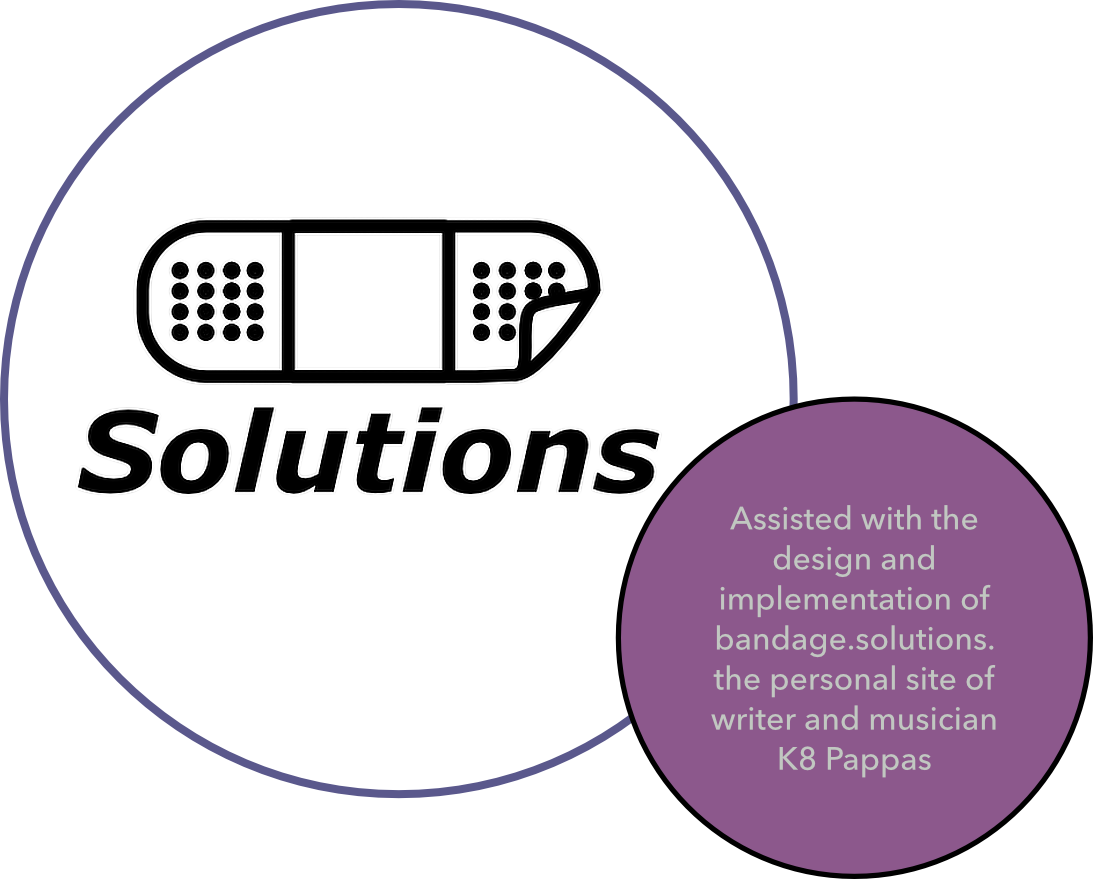 Solutions
Assisted with the
design and
implementation of
bandage.solutions.
the personal site of
writer and musician
K8 Pappas